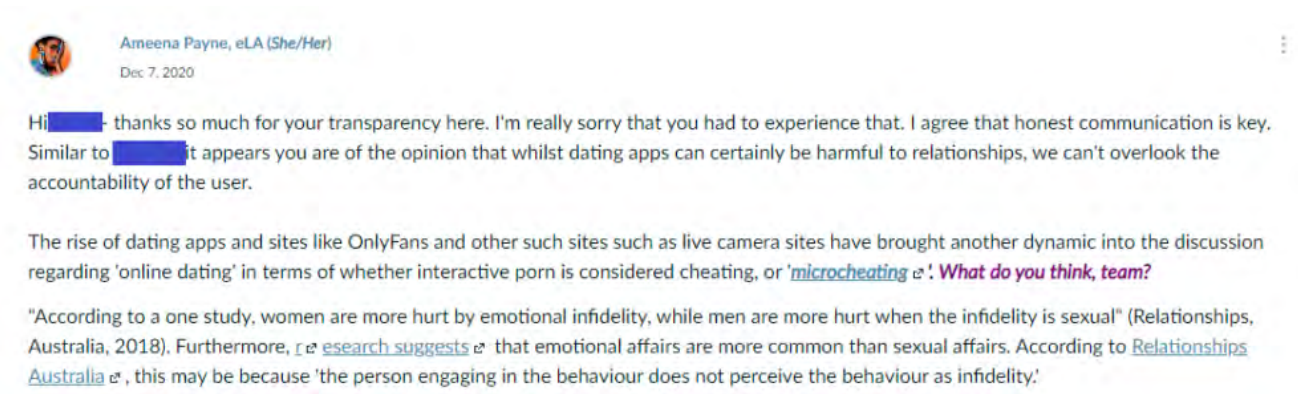 Ameena Payne, eLA (She/Her)
Dec 7, 2020
Hi - thanks so much for your transparency here. I'm really sorry that you had to experience that. I agree that honest communication is key.
Similar to it appears you are of the opinion that whilst dating apps can certainly be harmful to relationships, we can't overlook the
accountability of the user.
The rise of dating apps and sites like OnlyFans and other such sites such as live camera sites have brought another dynamic into the discussion
regarding 'online dating' in terms of whether interactive porn is considered cheating, or 'microcheating'. What do you think, team?
"According to a one study, women are more hurt by emotional infidelity, while men are more hurt when the infidelity is sexual" (Relationships,
Australia, 2018). Furthermore, r esearch suggests that emotional affairs are more common than sexual affairs. According to Relationships
Australia , this may be because 'the person engaging in the behaviour does not perceive the behaviour as infidelity.'